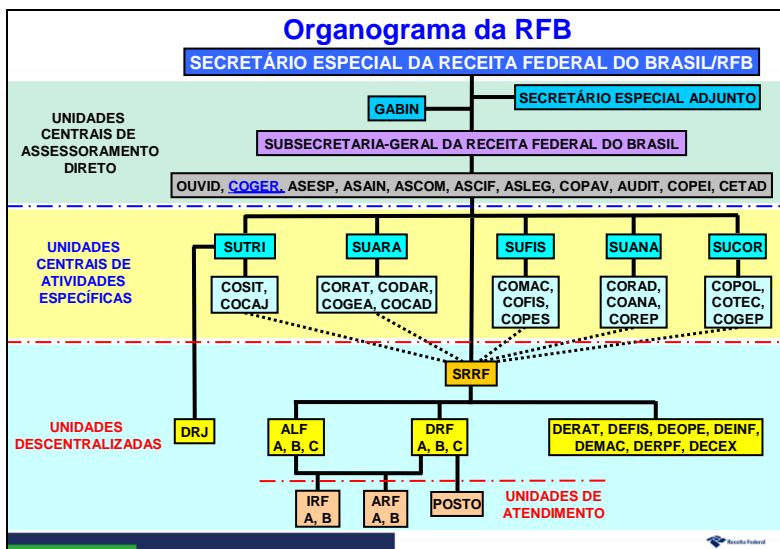 Organograma da RFB
SECRETÁRIO ESPECIAL DA RECEITA FEDERAL DO BRASIL/RFB
GABIN
SECRETÁRIO ESPECIAL ADJUNTO
UNIDADES
CENTRAIS DE
ASSESSORAMENTO
DIRETO
SUBSECRETARIA-GERAL DA RECEITA FEDERAL DO BRASIL
OUVID, COGER, ASESP, ASAIN, ASCOM, ASCIF, ASLEG, COPAV, AUDIT, COPEI, CETAD
UNIDADES
CENTRAIS DE
ATIVIDADES
ESPECÍFICAS
SUTRI
SUARA
SUFIS
SUANA
SUCOR
COSIT,
COCAJ
CORAT, CODAR,
COGEA, COCAD
COMAC,
COFIS,
COPES
CORAD,
COANA,
COREP
COPOL,
COTEC,
COGEP
SRRF
UNIDADES
DESCENTRALIZADAS
DRJ
ALF
A, B, C
DRF
A, B, C
DERAT, DEFIS, DEOPE, DEINF,
DEMAC, DERPF, DECEX
IRF
A, B
ARF
A, B
POSTO
UNIDADES DE
ATENDIMENTO
Receita Federal